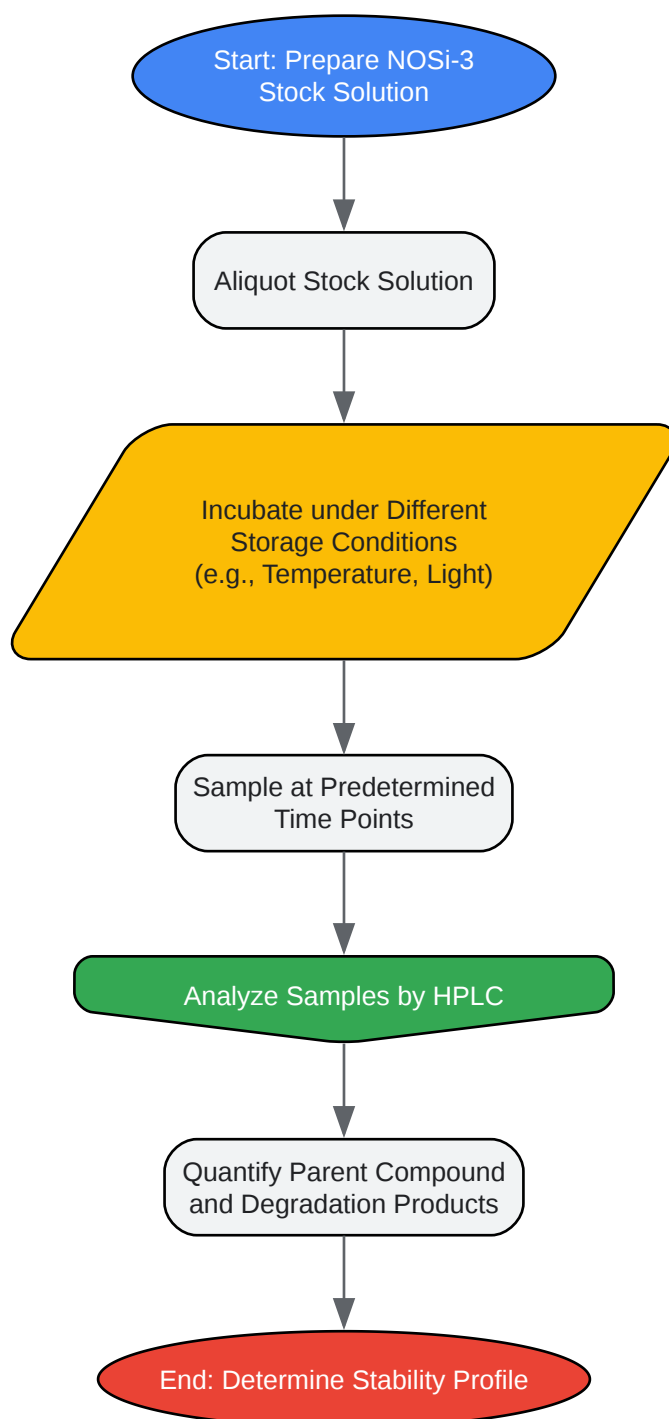 Start: Prepare NOSi-3
Stock Solution
Aliquot Stock Solution
Incubate under Different
Storage Conditions
(e.g., Temperature, Light)
Sample at Predetermined
Time Points
Analyze Samples by HPLC
Quantify Parent Compound
and Degradation Products
End: Determine Stability Profile